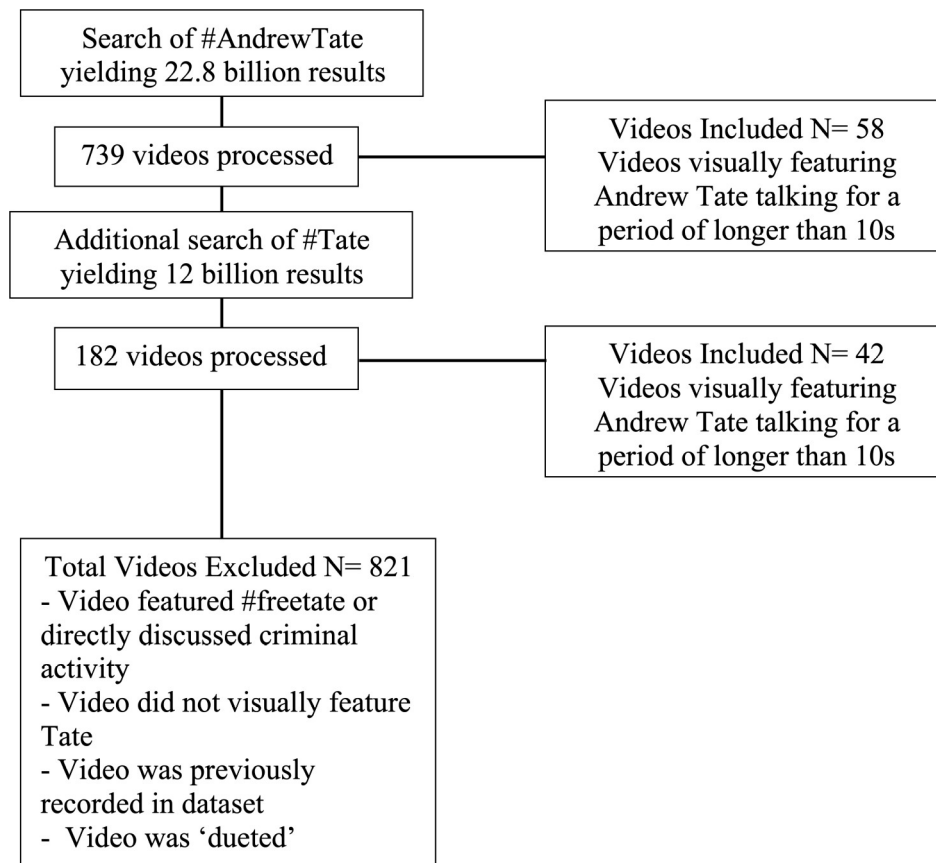 Search of #AndrewTate
yielding 22.8 billion results
739 videos processed
Videos Included N= 58
Videos visually featuring
Andrew Tate talking for a
period of longer than 10s
Additional search of #Tate
yielding 12 billion results
182 videos processed
Videos Included N= 42
Videos visually featuring
Andrew Tate talking for a
period of longer than 10s
Total Videos Excluded N= 821
- Video featured #freetate or
directly discussed criminal
activity
- Video did not visually feature
Tate
- Video was previously
recorded in dataset
-  Video was ‘dueted’